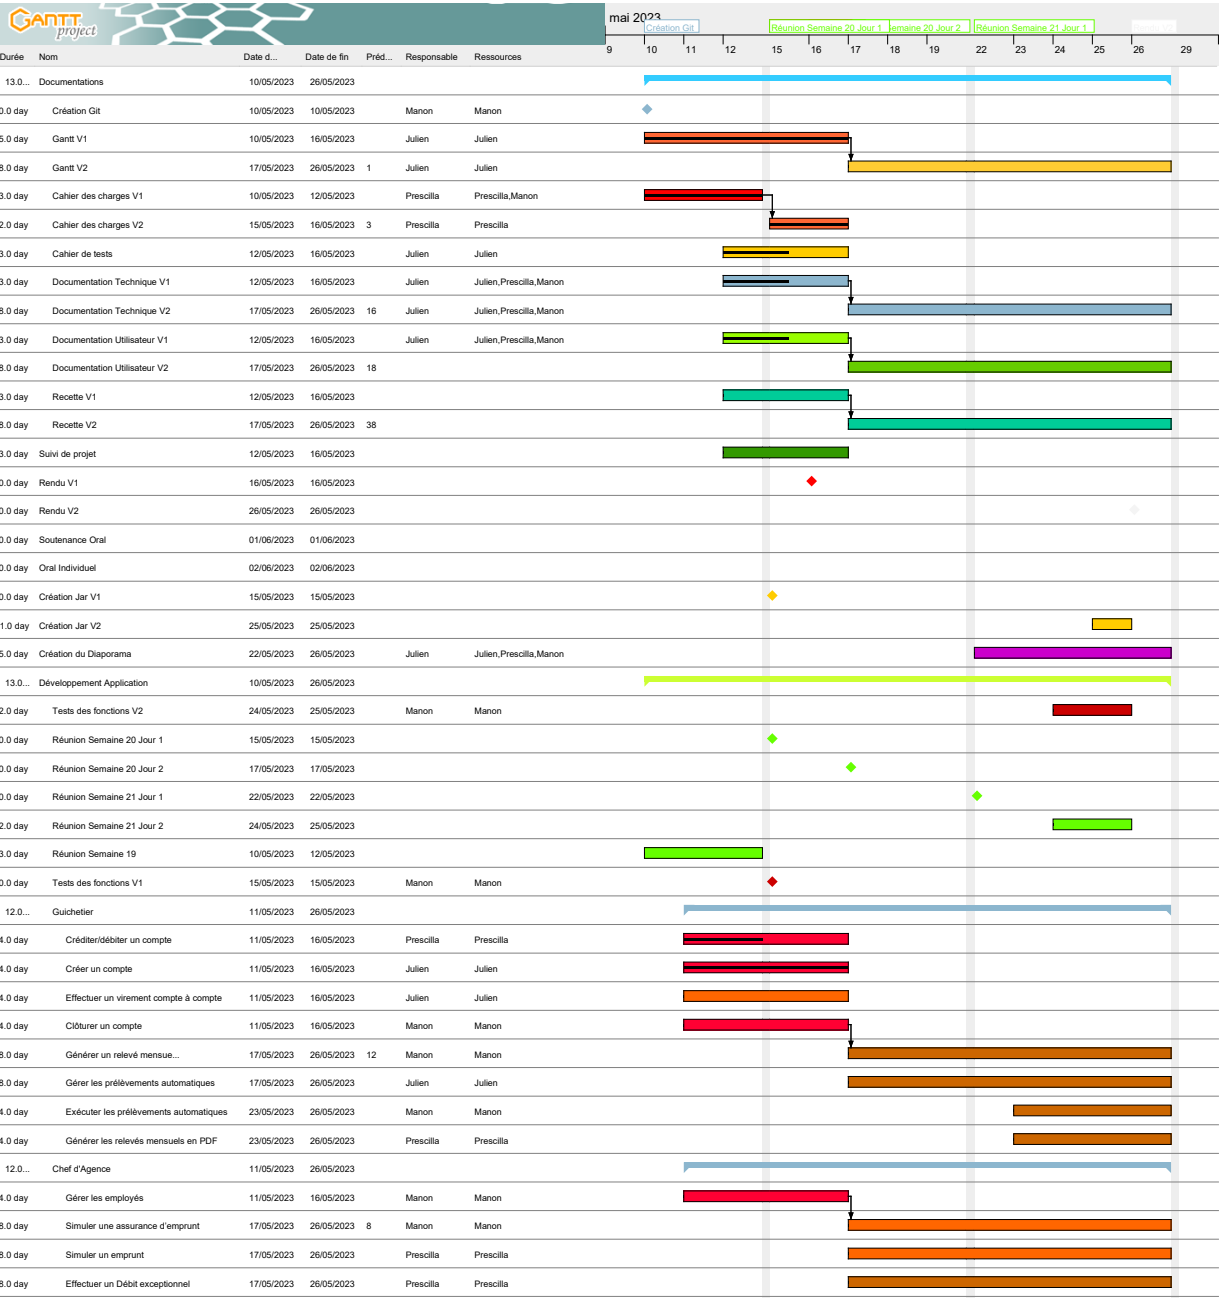 GANTT
project
mai 2023
Création Git
Réunion Semaine 20 Jour 1
Semaine 20 Jour 2
Réunion Semaine 21 Jour 1
9 10 11 12 15 16 17 18 19 22 23 24 25 26 29
Durée Nom Date d... Date de fin Préd... Responsable Ressources
13.0... Documentations 10/05/2023 26/05/2023
0.0 day Création Git 10/05/2023 10/05/2023 Manon Manon
5.0 day Gantt V1 10/05/2023 16/05/2023 Julien Julien
8.0 day Gantt V2 17/05/2023 26/05/2023 1 Julien Julien
3.0 day Cahier des charges V1 10/05/2023 12/05/2023 Prescilla Prescilla,Manon
2.0 day Cahier des charges V2 15/05/2023 16/05/2023 3 Prescilla Prescilla
3.0 day Cahier de tests 12/05/2023 16/05/2023 Julien Julien
3.0 day Documentation Technique V1 12/05/2023 16/05/2023 Julien Julien,Prescilla,Manon
8.0 day Documentation Technique V2 17/05/2023 26/05/2023 16 Julien Julien,Prescilla,Manon
3.0 day Documentation Utilisateur V1 12/05/2023 16/05/2023 Julien Julien,Prescilla,Manon
8.0 day Documentation Utilisateur V2 17/05/2023 26/05/2023 18
3.0 day Recette V1 12/05/2023 16/05/2023
8.0 day Recette V2 17/05/2023 26/05/2023 38
3.0 day Suivi de projet 12/05/2023 16/05/2023
0.0 day Rendu V1 16/05/2023 16/05/2023
0.0 day Rendu V2 26/05/2023 26/05/2023
0.0 day Soutenance Oral 01/06/2023 01/06/2023
0.0 day Oral Individuel 02/06/2023 02/06/2023
0.0 day Création Jar V1 15/05/2023 15/05/2023
1.0 day Création Jar V2 25/05/2023 25/05/2023
5.0 day Création du Diaporama 22/05/2023 26/05/2023 Julien Julien,Prescilla,Manon
13.0... Développement Application 10/05/2023 26/05/2023
2.0 day Tests des fonctions V2 24/05/2023 25/05/2023 Manon Manon
0.0 day Réunion Semaine 20 Jour 1 15/05/2023 15/05/2023
0.0 day Réunion Semaine 20 Jour 2 17/05/2023 17/05/2023
0.0 day Réunion Semaine 21 Jour 1 22/05/2023 22/05/2023
2.0 day Réunion Semaine 21 Jour 2 24/05/2023 25/05/2023
3.0 day Réunion Semaine 19 10/05/2023 12/05/2023
0.0 day Tests des fonctions V1 15/05/2023 15/05/2023 Manon Manon
12.0... Guichetier 11/05/2023 26/05/2023
4.0 day Créditer/débiter un compte 11/05/2023 16/05/2023 Prescilla Prescilla
4.0 day Créer un compte 11/05/2023 16/05/2023 Julien Julien
4.0 day Effectuer un virement compte à compte 11/05/2023 16/05/2023 Julien Julien
4.0 day Clôturer un compte 11/05/2023 16/05/2023 Manon Manon
8.0 day Générer un relevé mensue... 17/05/2023 26/05/2023 12 Manon Manon
8.0 day Gérer les prélèvements automatiques 17/05/2023 26/05/2023 Julien Julien
4.0 day Exécuter les prélèvements automatiques 23/05/2023 26/05/2023 Manon Manon
4.0 day Générer les relevés mensuels en PDF 23/05/2023 26/05/2023 Prescilla Prescilla
12.0... Chef d'Agence 11/05/2023 26/05/2023
4.0 day Gérer les employés 11/05/2023 16/05/2023 Manon Manon
8.0 day Simuler une assurance d'emprunt 17/05/2023 26/05/2023 8 Manon Manon
8.0 day Simuler un emprunt 17/05/2023 26/05/2023 Prescilla Prescilla
8.0 day Effectuer un Débit exceptionnel 17/05/2023 26/05/2023 Prescilla Prescilla